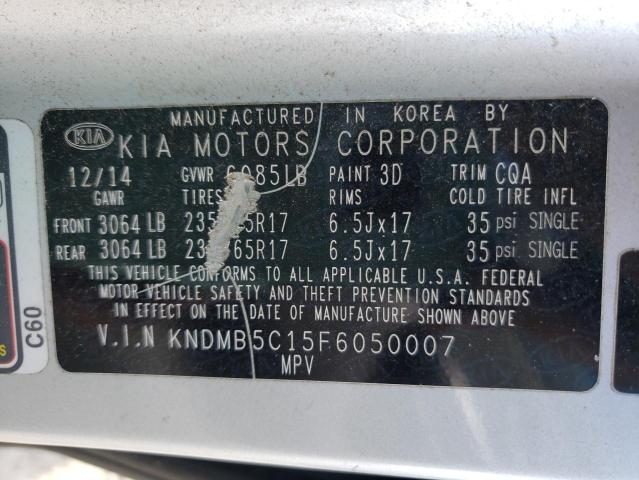 MANUFACTURED IN KOREA BY
KIA KIA MOTORS CORPORATION
12/14 GVWR 6085LB PAINT 3D TRIM CQA
GAWR TIRES RIMS COLD TIRE INFL
FRONT 3064 LB 6.5Jx17 35 psi SINGLE
REAR 3064 LB 6.5Jx17 35 psi SINGLE
THIS VEHICLE CONFORMS TO ALL APPLICABLE U.S.A. FEDERAL
MOTOR VEHICLE SAFETY AND THEFT PREVENTION STANDARDS
IN EFFECT ON THE DATE OF MANUFACTURE SHOWN ABOVE
V.I.N KNDMB5C15F6050007
MPV
C60